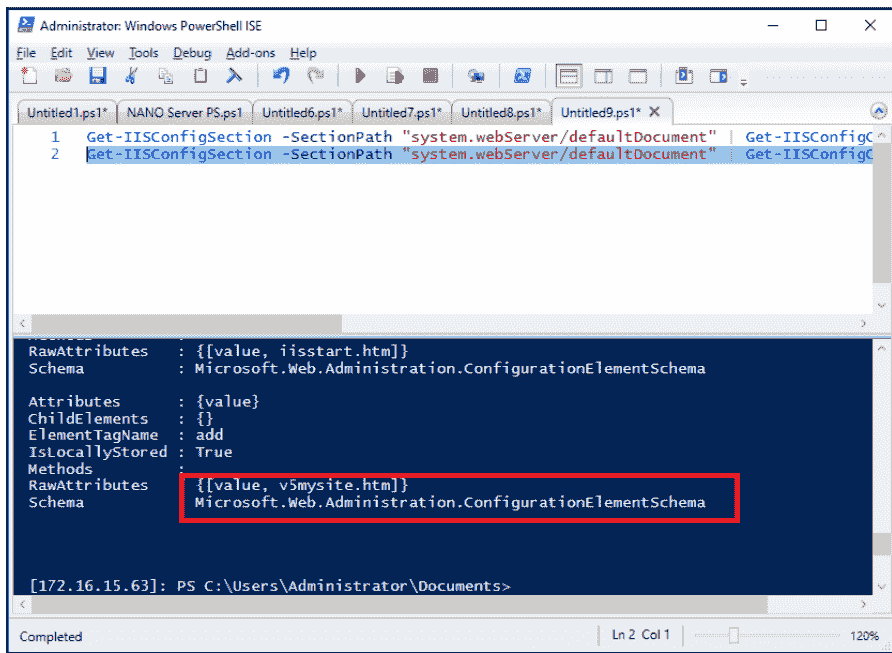 Administrator: Windows PowerShell ISE
File Edit View Tools Debug Add-ons Help
Untitled1.ps1* NANO Server PS.ps1 Untitled6.ps1* Untitled7.ps1* Untitled8.ps1* Untitled9.ps1* X
1 Get-IISConfigSection -SectionPath "system.webServer/defaultDocument" | Get-IISConfigC
2 Get-IISConfigSection -SectionPath "system.webServer/defaultDocument" | Get-IISConfigC
RawAttributes : {[value, iisstart.htm]}
Schema : Microsoft.Web.Administration.ConfigurationElementSchema
Attributes : {value}
ChildElements : {}
ElementTagName : add
IsLocallyStored : True
Methods :
RawAttributes {[value, v5mysite.htm]}
Schema Microsoft.Web.Administration.ConfigurationElementSchema
[172.16.15.63]: PS C:\Users\Administrator\Documents>
Completed Ln 2 Col 1 120%